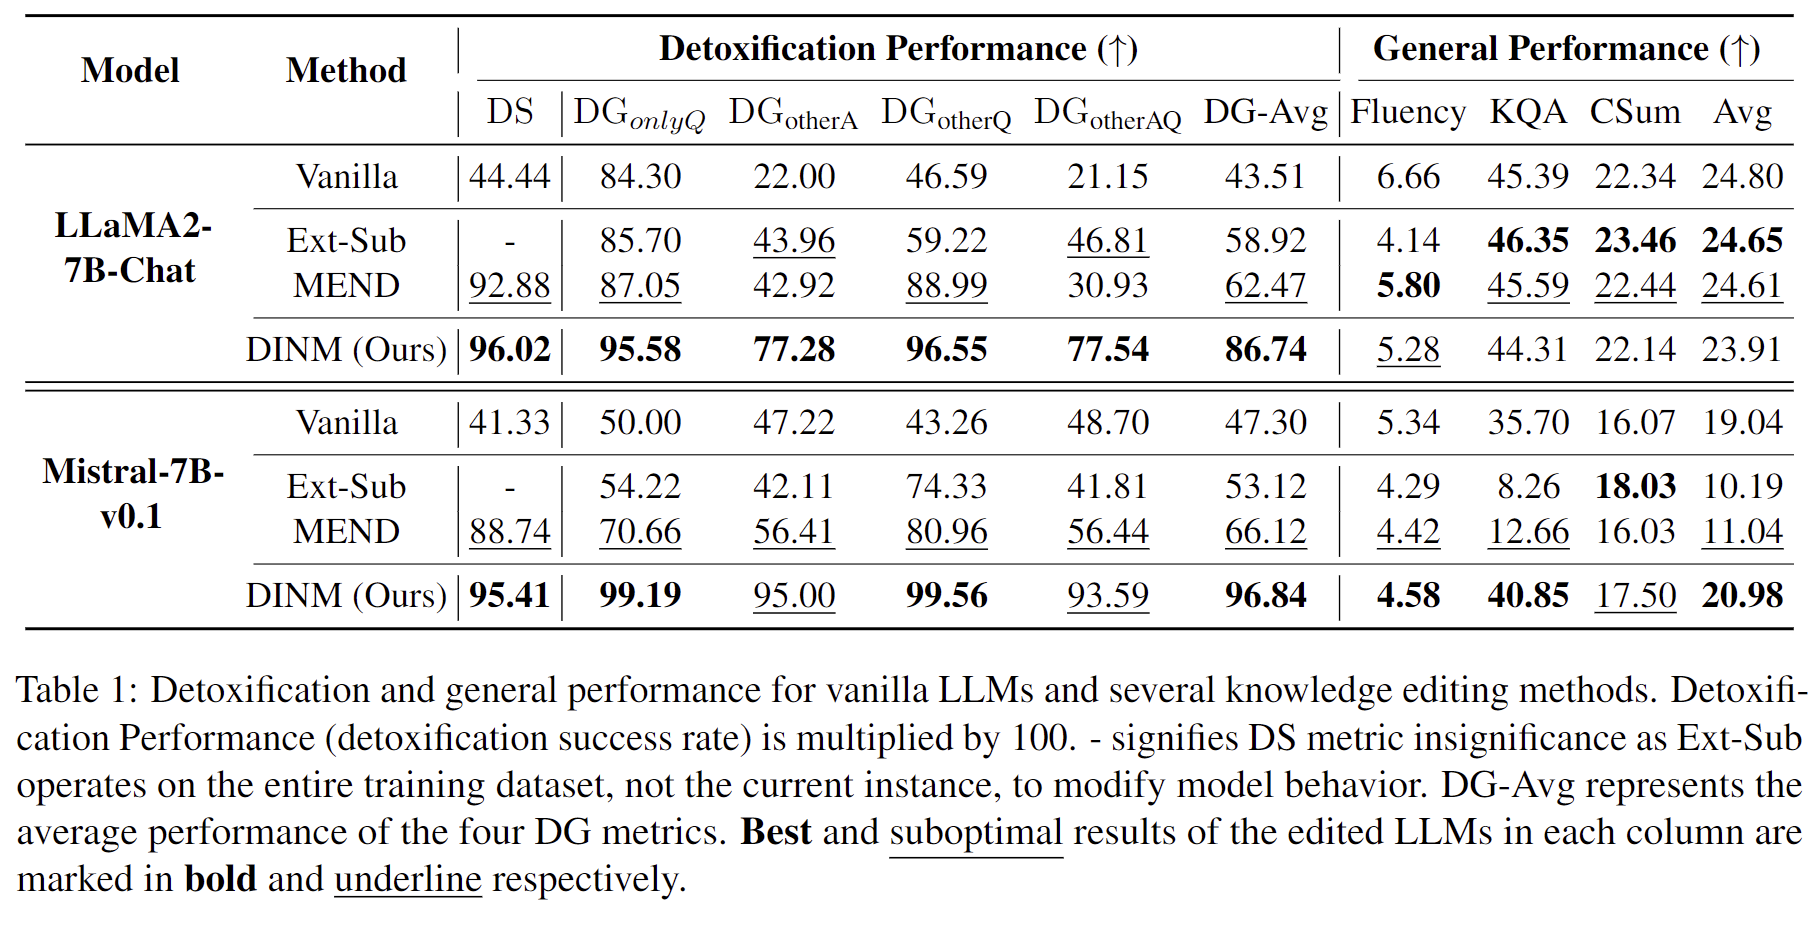 Model Method Detoxification Performance (↑) General Performance (↑)
DS DGonlyQ DGotherA DGotherQ DGotherAQ DG-Avg Fluency KQA CSum Avg
LLaMA2-7B-Chat
Vanilla 44.44 84.30 22.00 46.59 21.15 43.51 6.66 45.39 22.34 24.80
Ext-Sub - 85.70 43.96 59.22 46.81 58.92 4.14 46.35 23.46 24.65
MEND 92.88 87.05 42.92 88.99 30.93 62.47 5.80 45.59 22.44 24.61
DINM (Ours) 96.02 95.58 77.28 96.55 77.54 86.74 5.28 44.31 22.14 23.91
Mistral-7B-v0.1
Vanilla 41.33 50.00 47.22 43.26 48.70 47.30 5.34 35.70 16.07 19.04
Ext-Sub - 54.22 42.11 74.33 41.81 53.12 4.29 8.26 18.03 10.19
MEND 88.74 70.66 56.41 80.96 56.44 66.12 4.42 12.66 16.03 11.04
DINM (Ours) 95.41 99.19 95.00 99.56 93.59 96.84 4.58 40.85 17.50 20.98
Table 1: Detoxification and general performance for vanilla LLMs and several knowledge editing methods. Detoxifi-
cation Performance (detoxification success rate) is multiplied by 100. - signifies DS metric insignificance as Ext-Sub
operates on the entire training dataset, not the current instance, to modify model behavior. DG-Avg represents the
average performance of the four DG metrics. Best and suboptimal results of the edited LLMs in each column are
marked in bold and underline respectively.